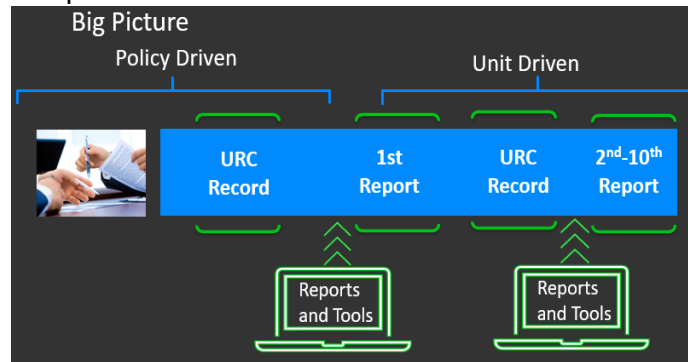 Big Picture
Policy Driven
Unit Driven
URC
Record
1st
Report
URC
Record
2nd-10th
Report
Reports
and Tools
Reports
and Tools